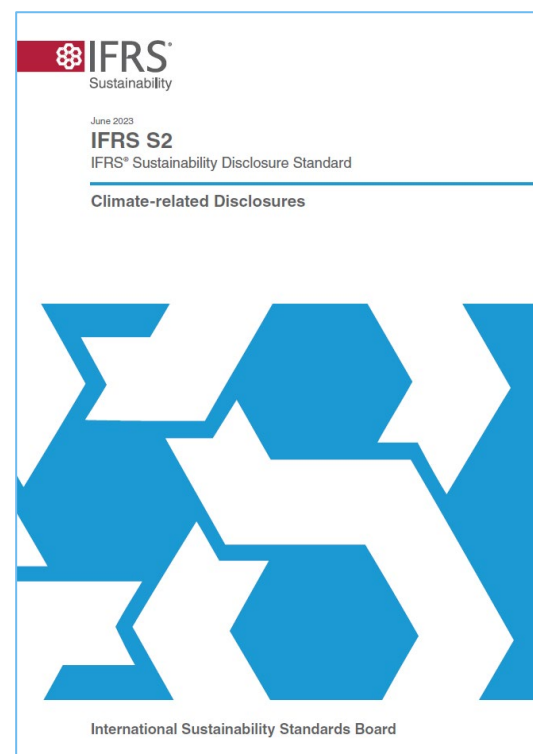 IFRS®
Sustainability
June 2023
IFRS S2
IFRS® Sustainability Disclosure Standard
Climate-related Disclosures
International Sustainability Standards Board